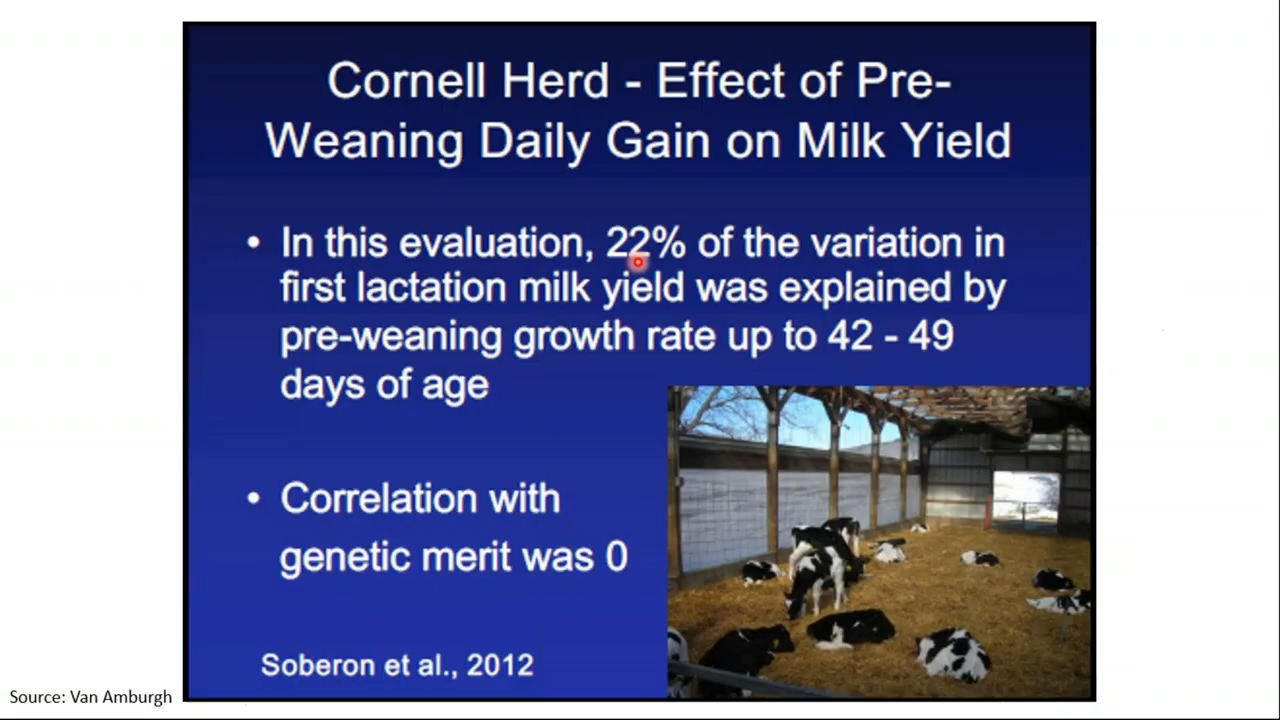 Cornell Herd - Effect of Pre-
Weaning Daily Gain on Milk Yield
• In this evaluation, 22% of the variation in
first lactation milk yield was explained by
pre-weaning growth rate up to 42 - 49
days of age
• Correlation with
genetic merit was 0
Soberon et al., 2012
Source: Van Amburgh